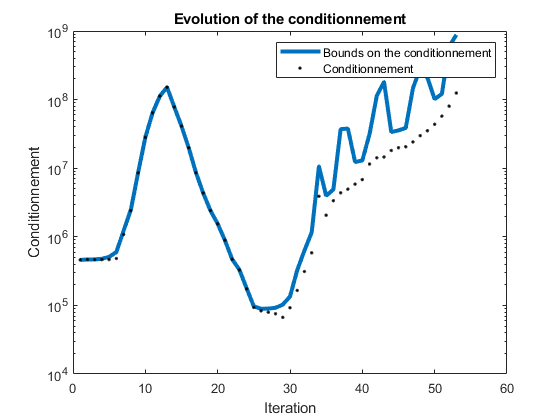 Evolution of the conditionnement
Bounds on the conditionnement
Conditionnement
Conditionnement
10^9
10^8
10^7
10^6
10^5
10^4
0 10 20 30 40 50 60
Iteration